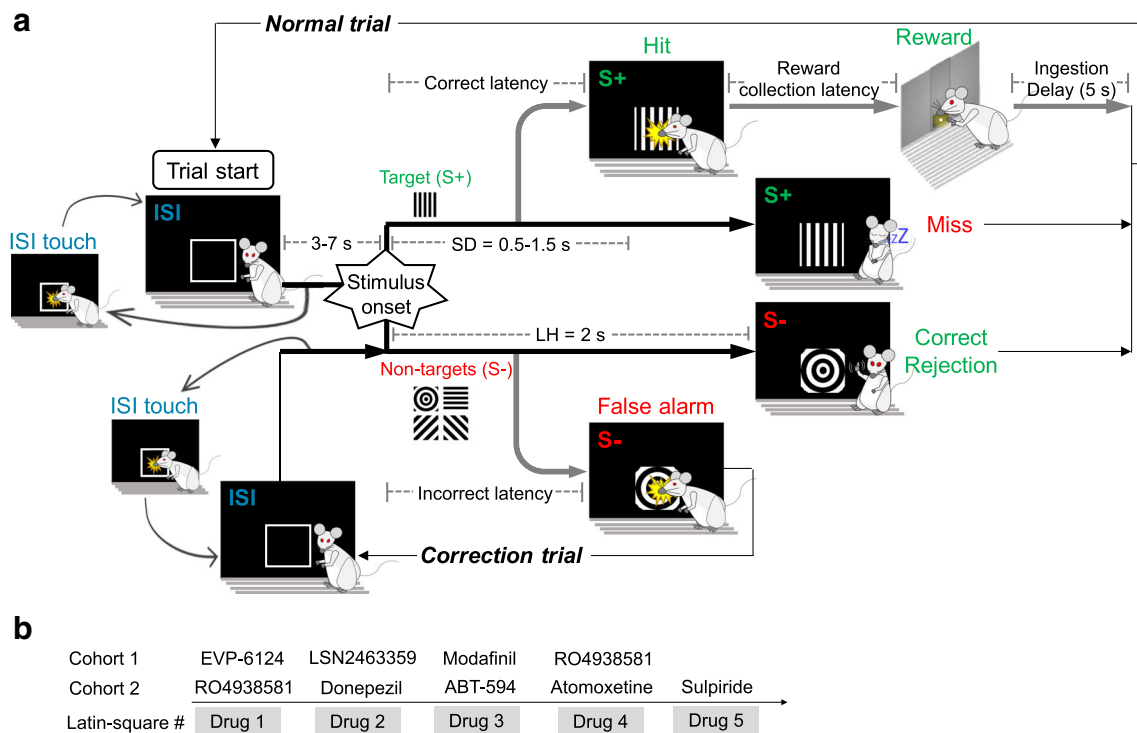 a
Normal trial
Hit
Reward
S+
Correct latency
Reward
collection latency
Ingestion
Delay (5 s)
Trial start
Target (S+)
ISI
S+
ISI touch
3-7 s
SD = 0.5-1.5 s
zzZ
Miss
Stimulus
onset
S-
LH = 2 s
Correct
Rejection
Non-targets (S-)
ISI touch
False alarm
S-
ISI
Incorrect latency
Correction trial
b
Cohort 1 EVP-6124 LSN2463359 Modafinil RO4938581
Cohort 2 RO4938581 Donepezil ABT-594 Atomoxetine Sulpiride
Latin-square # Drug 1 Drug 2 Drug 3 Drug 4 Drug 5